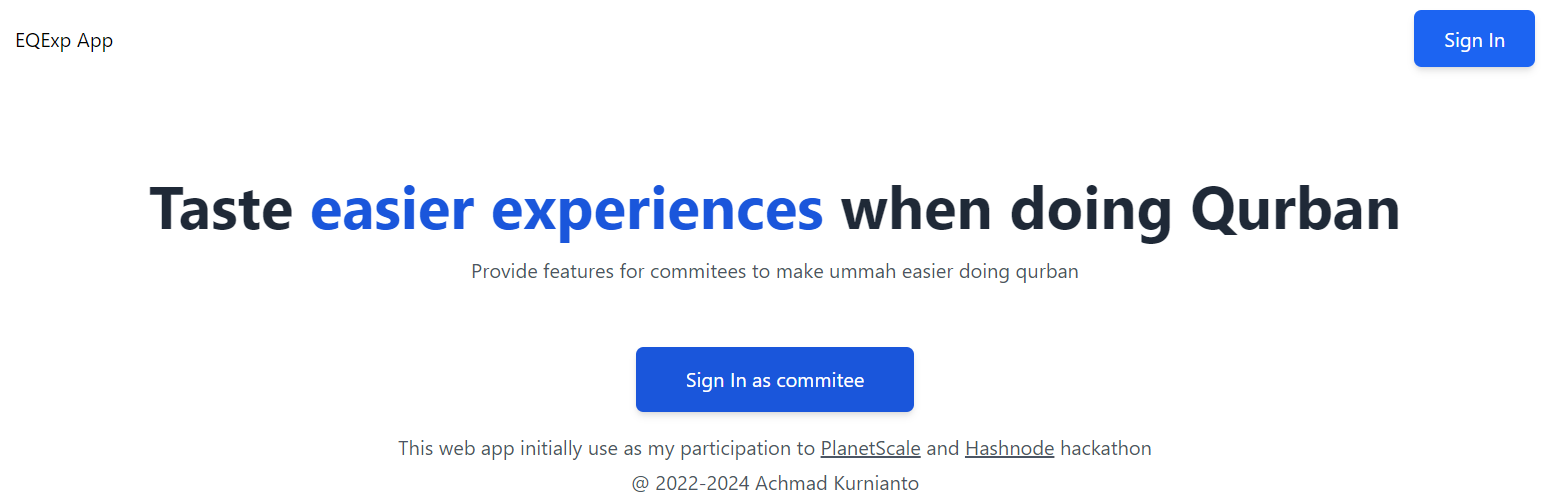 EQExp App
Sign In
Taste easier experiences when doing Qurban
Provide features for commitees to make ummah easier doing qurban
Sign In as commitee
This web app initially use as my participation to PlanetScale and Hashnode hackathon
@ 2022-2024 Achmad Kurnianto